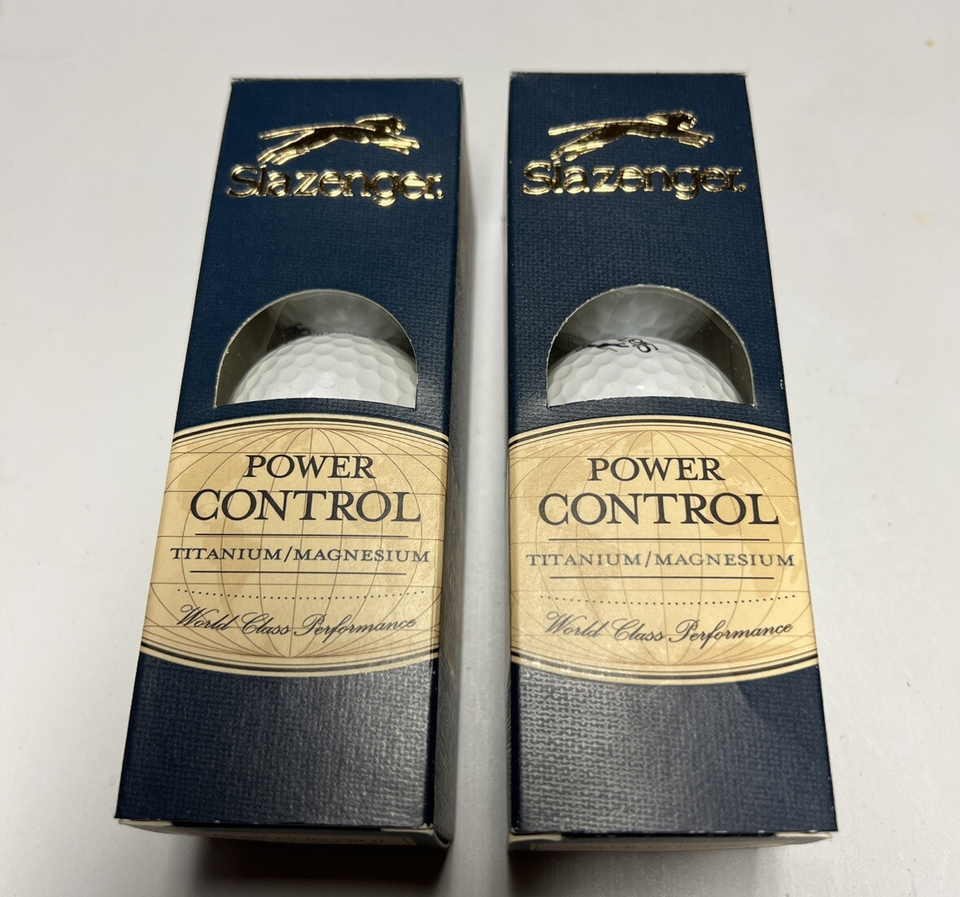 Slazenger.
POWER
CONTROL
TITANIUM/MAGNESIUM
World Class Performance
Slazenger.
POWER
CONTROL
TITANIUM/MAGNESIUM
World Class Performance